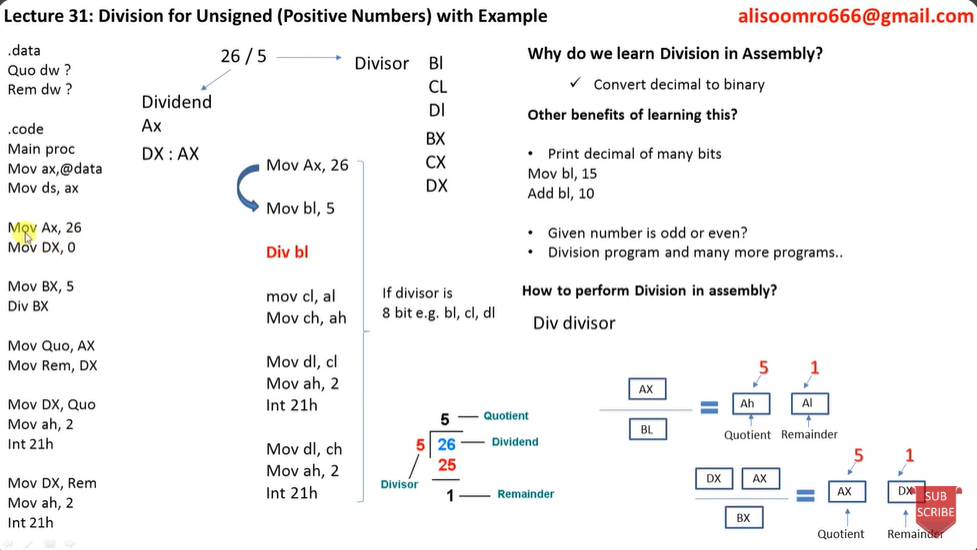 Lecture 31: Division for Unsigned (Positive Numbers) with Example
alisoomro666@gmail.com
.data
Quo dw ?
Rem dw ?
.code
Main proc
Mov ax,@data
Mov ds, ax
Mov Ax, 26
Mov DX, 0
Mov BX, 5
Div BX
Mov Quo, AX
Mov Rem, DX
Mov DX, Quo
Mov ah, 2
Int 21h
Mov DX, Rem
Mov ah, 2
Int 21h
26 / 5
Dividend
Ax
DX : AX
Divisor
Bl
CL
Dl
BX
CX
DX
Mov Ax, 26
Mov bl, 5
Div bl
mov cl, al
Mov ch, ah
Mov dl, cl
Mov ah, 2
Int 21h
Mov dl, ch
Mov ah, 2
Int 21h
If divisor is
8 bit e.g. bl, cl, dl
5 Quotient
5 26 Dividend
25
Divisor
1 Remainder
Why do we learn Division in Assembly?
✓ Convert decimal to binary
Other benefits of learning this?
• Print decimal of many bits
Mov bl, 15
Add bl, 10
• Given number is odd or even?
• Division program and many more programs..
How to perform Division in assembly?
Div divisor
5 1
AX
BL
=
Ah Al
Quotient Remainder
5 1
DX AX
BX
=
AX DX
Quotient Remainder
SUB
SCRIBE